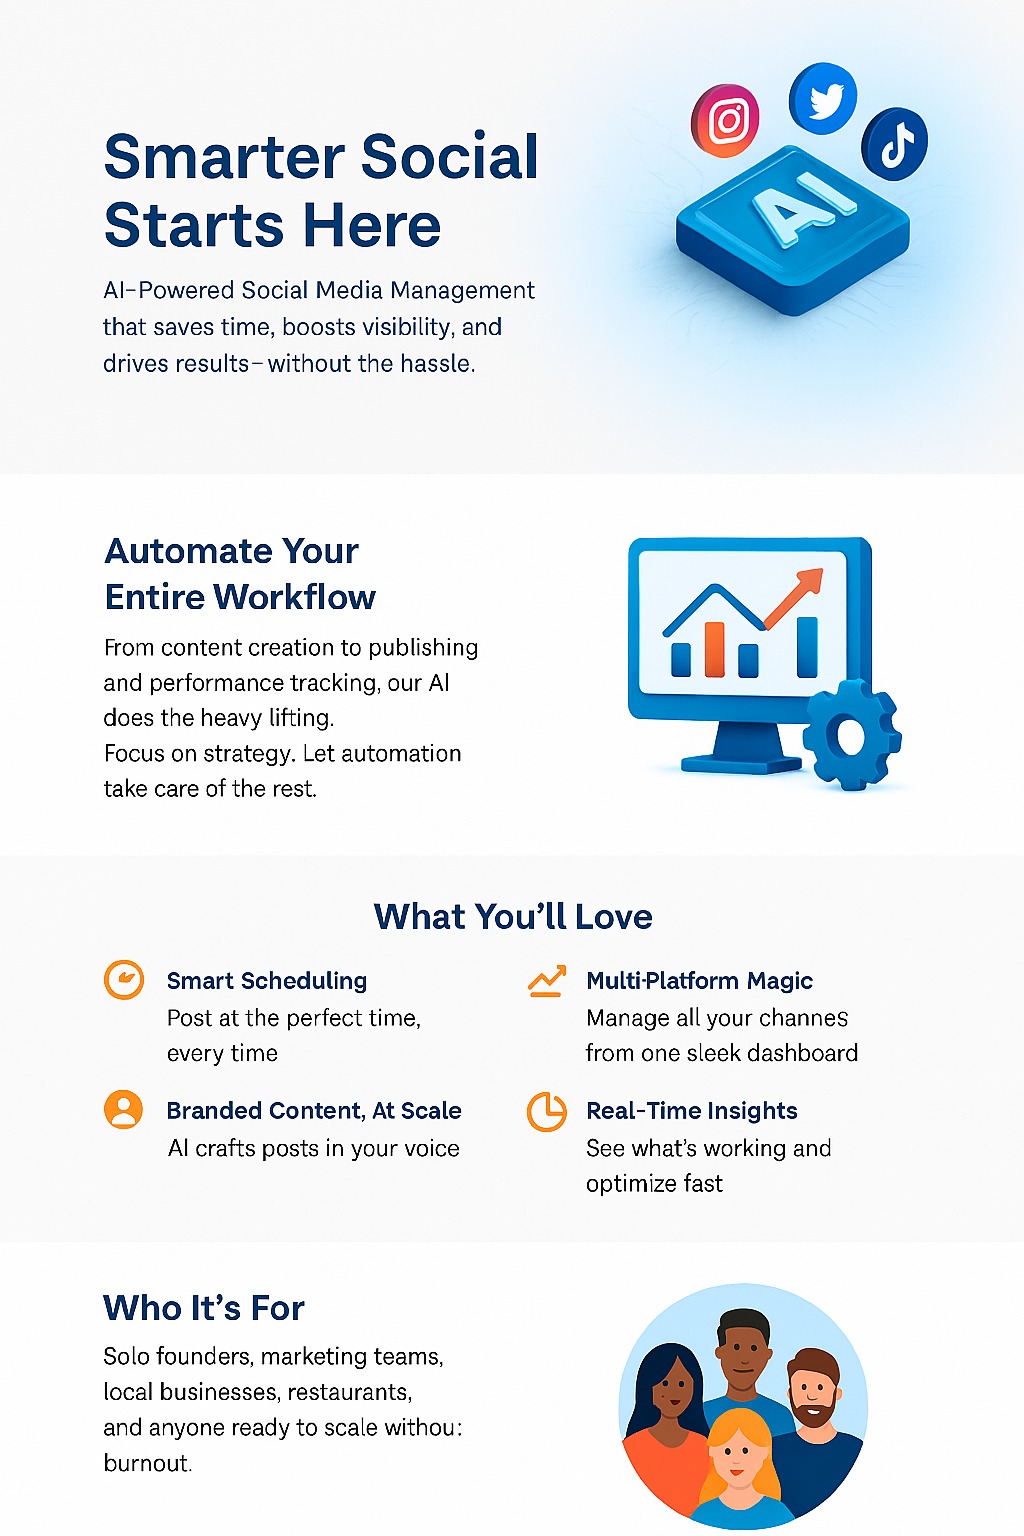 Smarter Social
Starts Here
AI-Powered Social Media Management
that saves time, boosts visibility, and
drives results–without the hassle.
AI
Automate Your
Entire Workflow
From content creation to publishing
and performance tracking, our AI
does the heavy lifting.
Focus on strategy. Let automation
take care of the rest.
What You’ll Love
Smart Scheduling
Post at the perfect time,
every time
Multi-Platform Magic
Manage all your channes
from one sleek dashboard
Branded Content, At Scale
AI crafts posts in your voice
Real-Time Insights
See what’s working and
optimize fast
Who It’s For
Solo founders, marketing teams,
local businesses, restaurants,
and anyone ready to scale withou:
burnout.